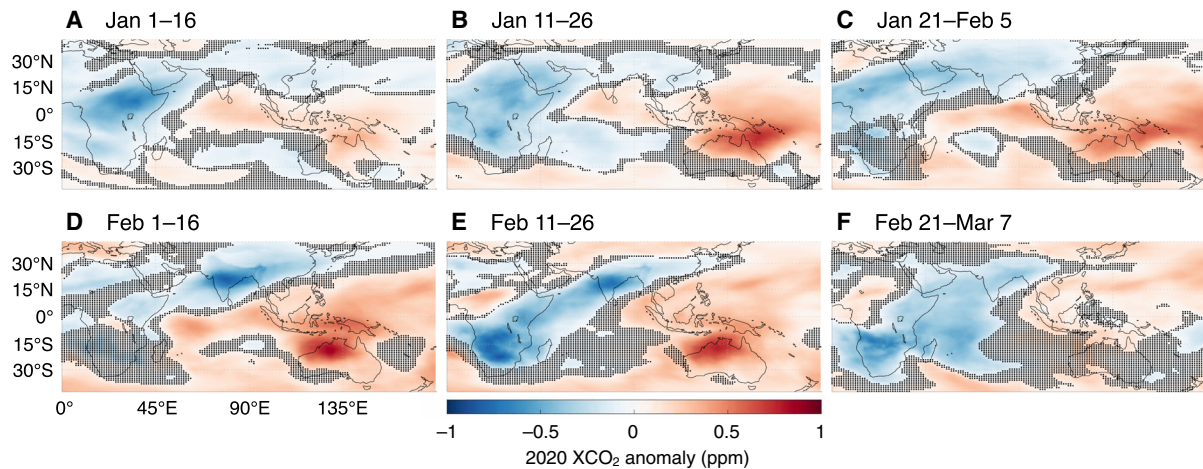 A Jan 1–16
B Jan 11–26
C Jan 21–Feb 5
30°N
15°N
0°
15°S
30°S
D Feb 1–16
E Feb 11–26
F Feb 21–Mar 7
30°N
15°N
0°
15°S
30°S
0° 45°E 90°E 135°E
−1 −0.5 0 0.5 1
2020 XCO₂ anomaly (ppm)